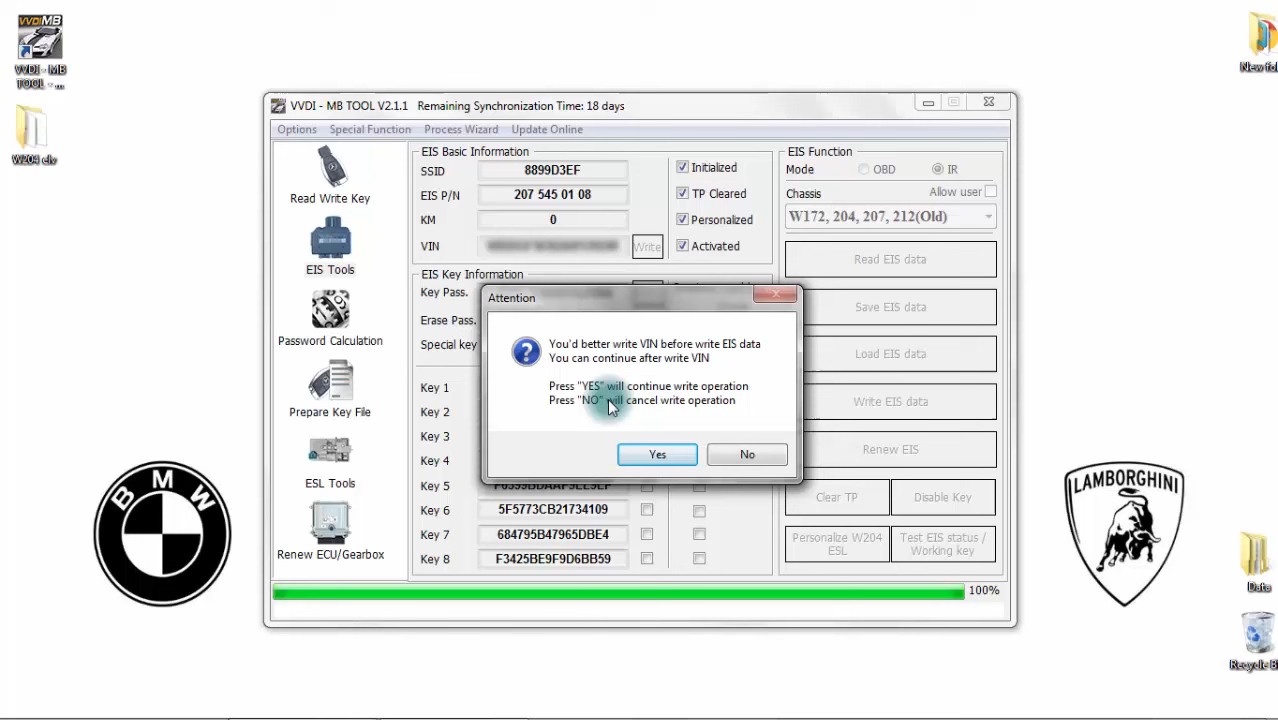 VVDI - MB
TOOL - ...
W204 elv
New fol
VVDI - MB TOOL V2.1.1 Remaining Synchronization Time: 18 days
Options Special Function Process Wizard Update Online
Read Write Key
EIS Tools
Password Calculation
Prepare Key File
ESL Tools
Renew ECU/Gearbox
EIS Basic Information
SSID 8899D3EF Initialized
EIS P/N 207 545 01 08 TP Cleared
KM 0 Personalized
VIN Write Activated
EIS Key Information
Key Pass.
Erase Pass.
Special key
Key 1
Key 2
Key 3
Key 4
Key 5 F6359BDAAF9EE9EF
Key 6 5F5773CB21734109
Key 7 684795B47965DBE4
Key 8 F3425BE9F9D6BB59
EIS Function
Mode OBD IR
Chassis Allow user
W172, 204, 207, 212(Old)
Read EIS data
Save EIS data
Load EIS data
Write EIS data
Renew EIS
Clear TP Disable Key
Personalize W204
ESL
Test EIS status /
Working key
100%
Attention
You'd better write VIN before write EIS data
You can continue after write VIN
Press "YES" will continue write operation
Press "NO" will cancel write operation
Yes No
BMW
LAMBORGHINI
Data
Recycle Bi